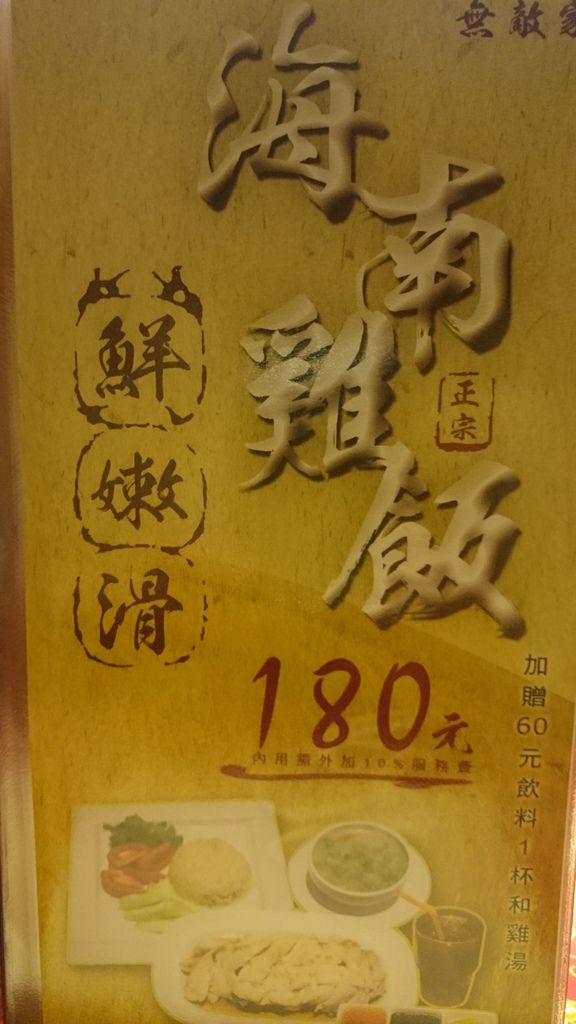 無敵家
海南雞飯
正宗
鮮嫩滑
180元
內用需外加10%服務費
加贈60元飲料1杯和雞湯